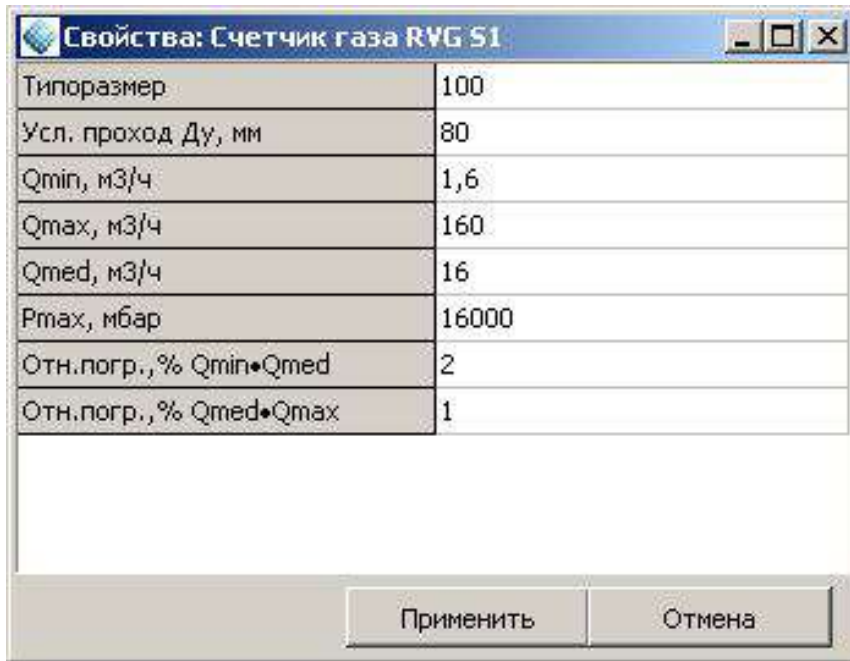 Свойства: Счетчик газа RVG S1
Типоразмер 100
Усл. проход Ду, мм 80
Qmin, м3/ч 1,6
Qmax, м3/ч 160
Qmed, м3/ч 16
Pmax, мбар 16000
Отн.погр.,% Qmin•Qmed 2
Отн.погр.,% Qmed•Qmax 1
Применить Отмена